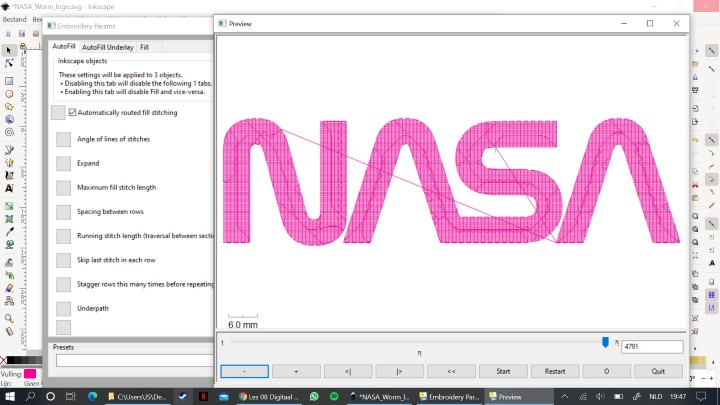 *NASA_Worm_logo.svg - Inkscape
Bestand
Embroidery Params
Preview
AutoFill AutoFill Underlay Fill
Inkscape objects
These settings will be applied to 3 objects.
• Disabling this tab will disable the following 1 tabs.
• Enabling this tab will disable Fill and vice-versa.
Automatically routed fill stitching
Angle of lines of stitches
Expand
Maximum fill stitch length
Spacing between rows
Running stitch length (traversal between secti
Skip last stitch in each row
Stagger rows this many times before repeating
Underpath
Presets
NASA
6.0 mm
1
4791
- + <| |> << Start Restart O Quit
Vulling:
Lijn: Geen
C:\Users\US\De...
Les 08 Digitaal ...
*NASA_Worm_l...
Embroidery Par...
Preview
NLD 19:47